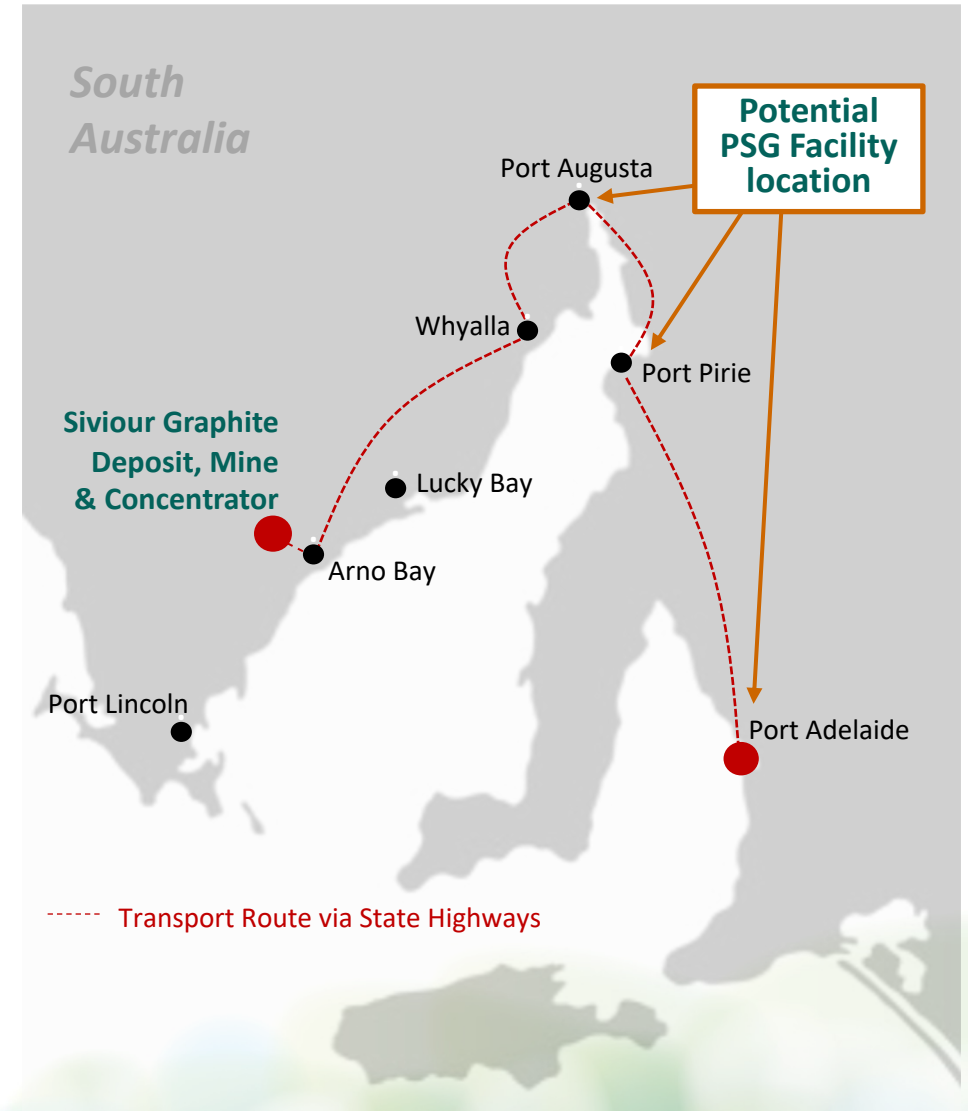 South
Australia
Potential
PSG Facility
location
Port Augusta
Whyalla
Port Pirie
Siviour Graphite
Deposit, Mine
& Concentrator
Lucky Bay
Arno Bay
Port Lincoln
Port Adelaide
Transport Route via State Highways